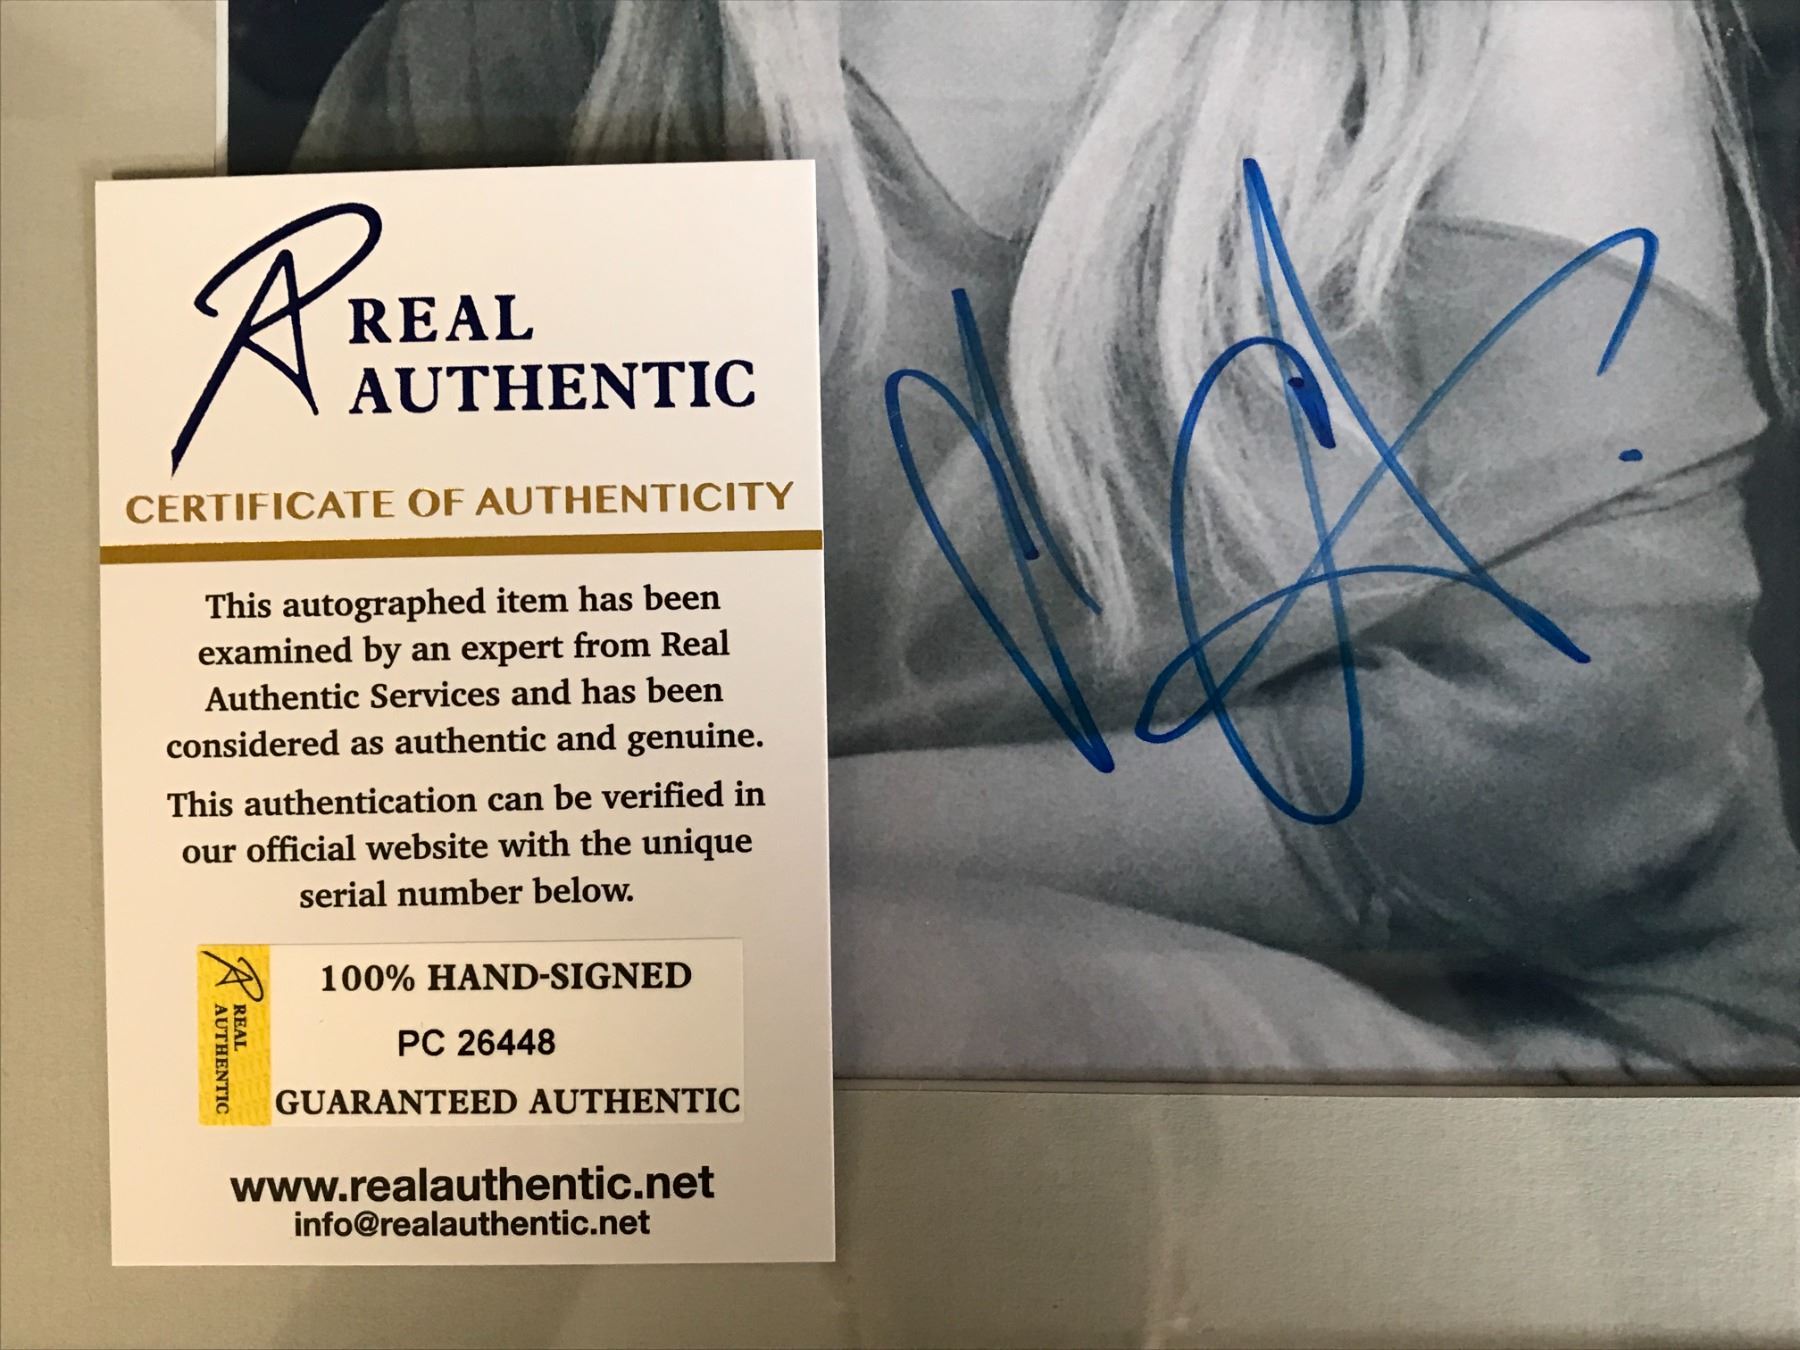 REAL
AUTHENTIC
CERTIFICATE OF AUTHENTICITY
This autographed item has been
examined by an expert from Real
Authentic Services and has been
considered as authentic and genuine.
This authentication can be verified in
our official website with the unique
serial number below.
REAL
AUTHENTIC
100% HAND-SIGNED
PC 26448
GUARANTEED AUTHENTIC
www.realauthentic.net
info@realauthentic.net